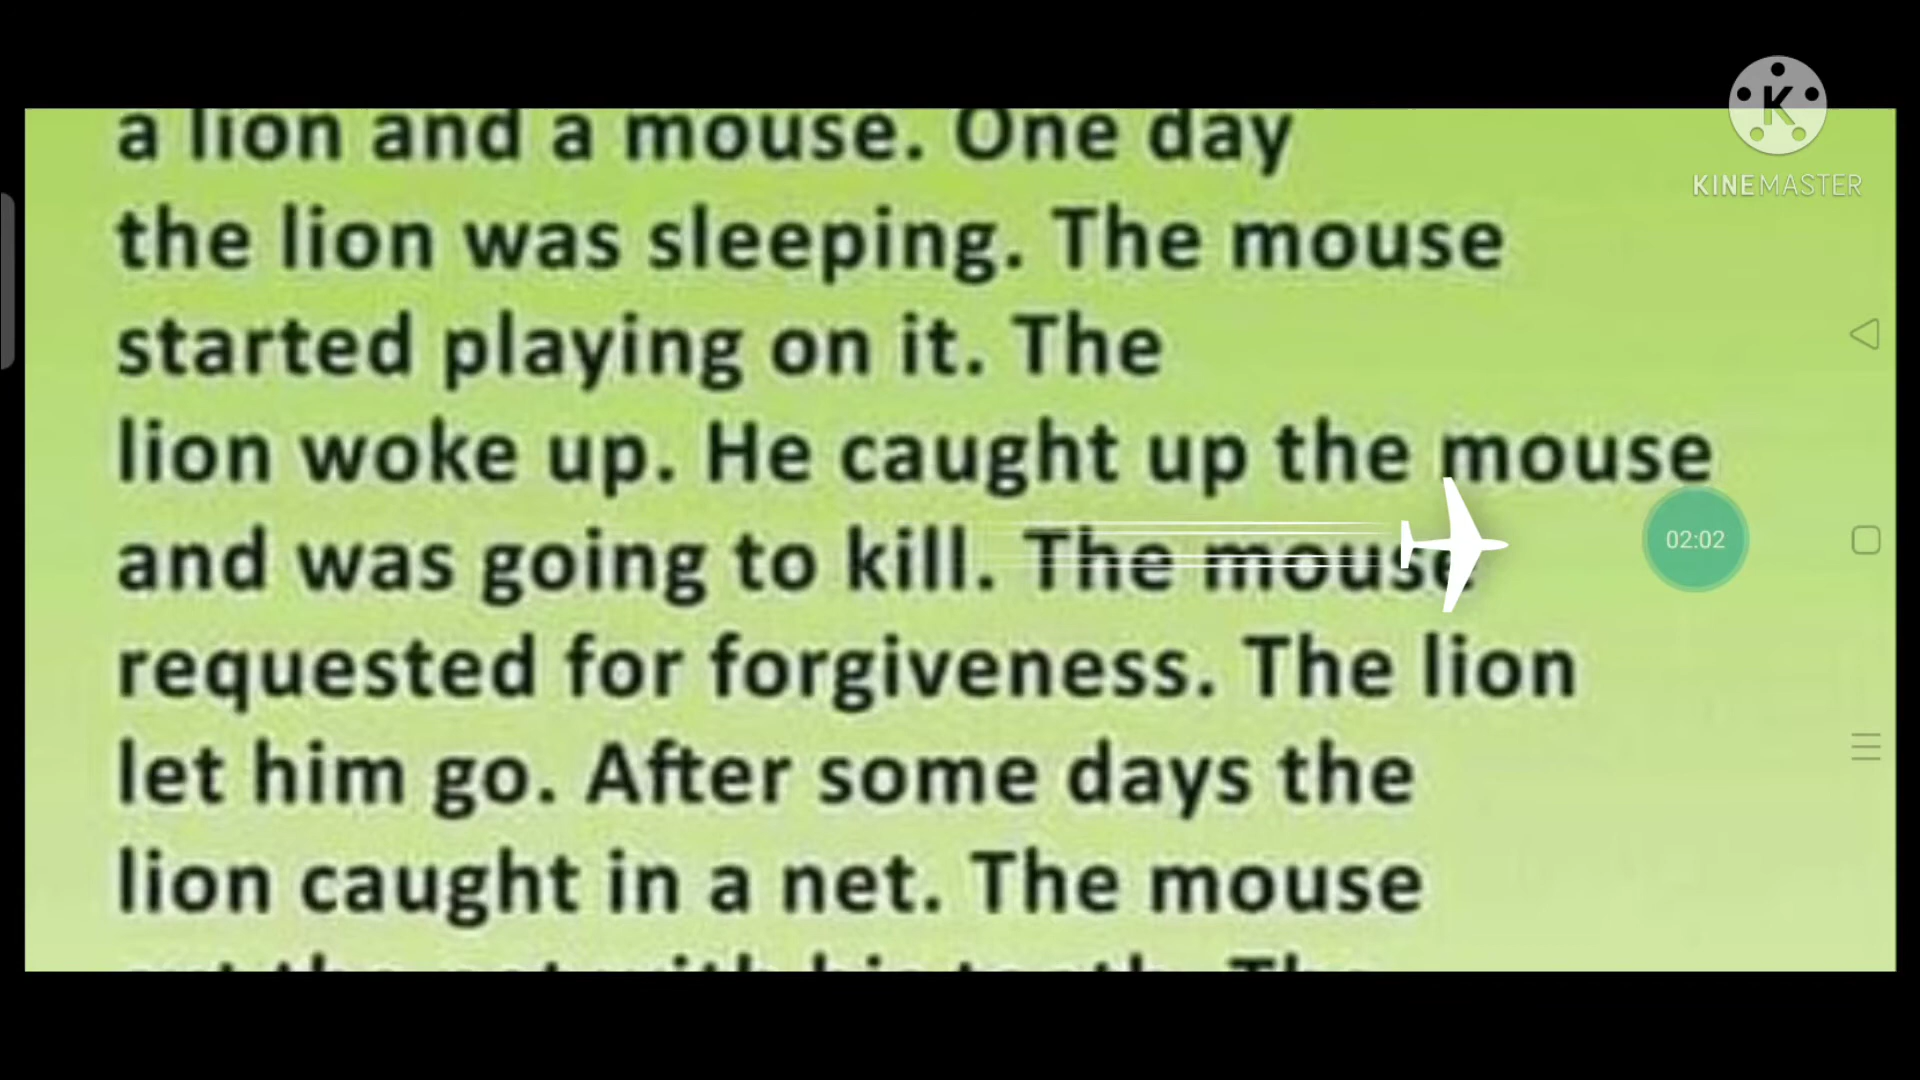 a lion and a mouse. One day
KINEMASTER
the lion was sleeping. The mouse
started playing on it. The
lion woke up. He caught up the mouse
and was going to kill. The mouse
02:02
requested for forgiveness. The lion
let him go. After some days the
lion caught in a net. The mouse